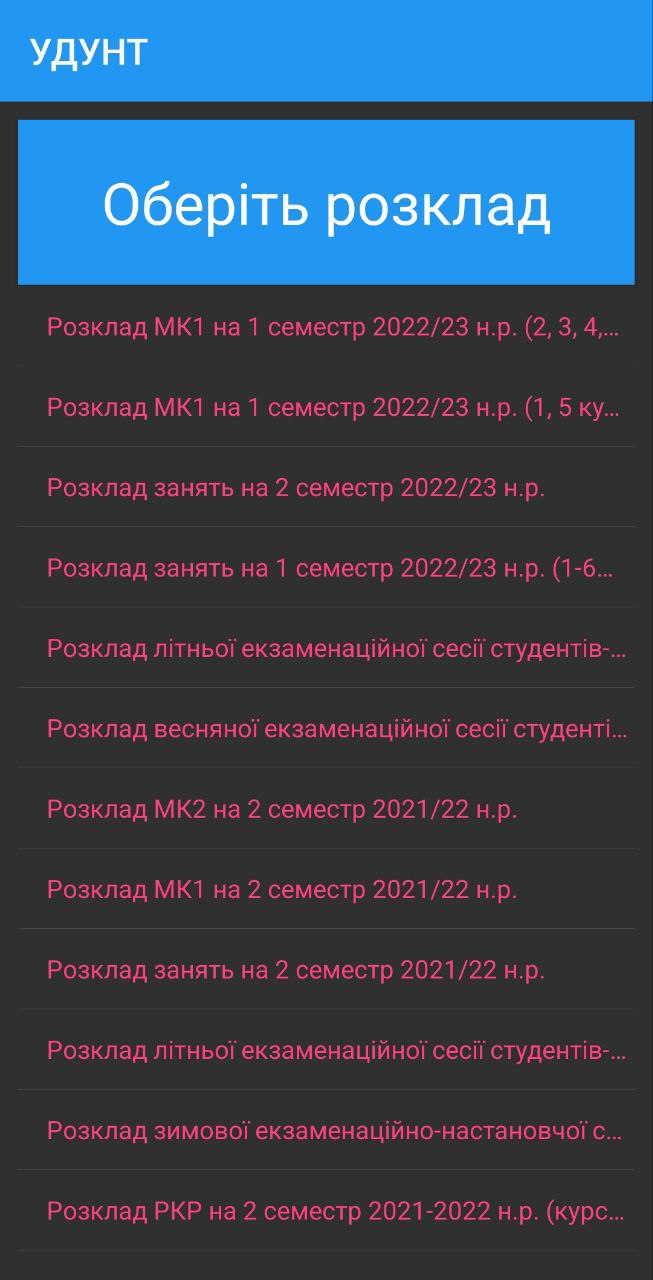 УДУНТ
Оберіть розклад
Розклад МК1 на 1 семестр 2022/23 н.р. (2, 3, 4,...
Розклад МК1 на 1 семестр 2022/23 н.р. (1, 5 ку...
Розклад занять на 2 семестр 2022/23 н.р.
Розклад занять на 1 семестр 2022/23 н.р. (1-6...
Розклад літньої екзаменаційної сесії студентів-...
Розклад весняної екзаменаційної сесії студенті...
Розклад МК2 на 2 семестр 2021/22 н.р.
Розклад МК1 на 2 семестр 2021/22 н.р.
Розклад занять на 2 семестр 2021/22 н.р.
Розклад літньої екзаменаційної сесії студентів-...
Розклад зимової екзаменаційно-настановчої с...
Розклад РКР на 2 семестр 2021-2022 н.р. (курс...